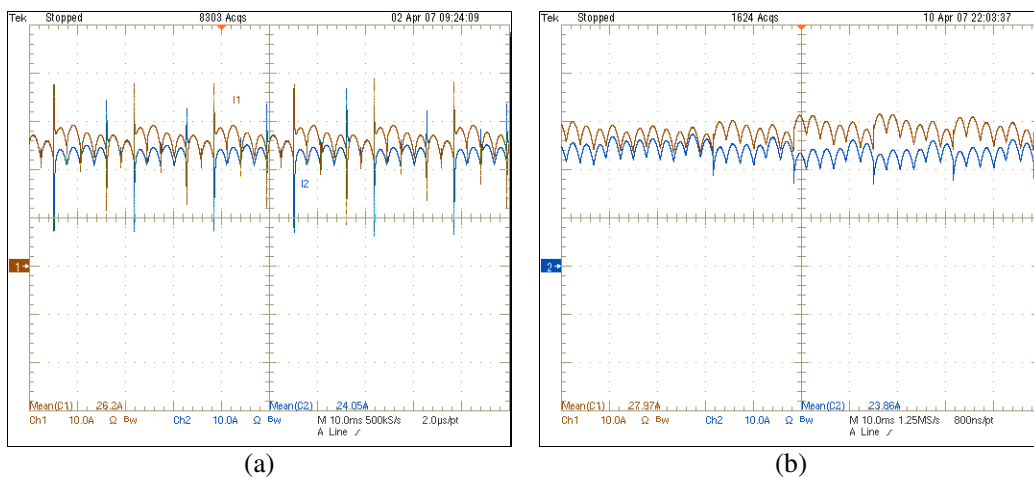 Tek Stopped 8303 Acqs 02 Apr 07 09:24:09
I1
I2
1
Mean(C1) 26.2A Mean(C2) 24.05A
Ch1 10.0A Ω Bw Ch2 10.0A Ω Bw M 10.0ms 500kS/s 2.0µs/pt
A Line
(a)
Tek Stopped 1624 Acqs 10 Apr 07 22:03:37
2
Mean(C1) 27.97A Mean(C2) 23.86A
Ch1 10.0A Ω Bw Ch2 10.0A Ω Bw M 10.0ms 1.25MS/s 800ns/pt
A Line
(b)